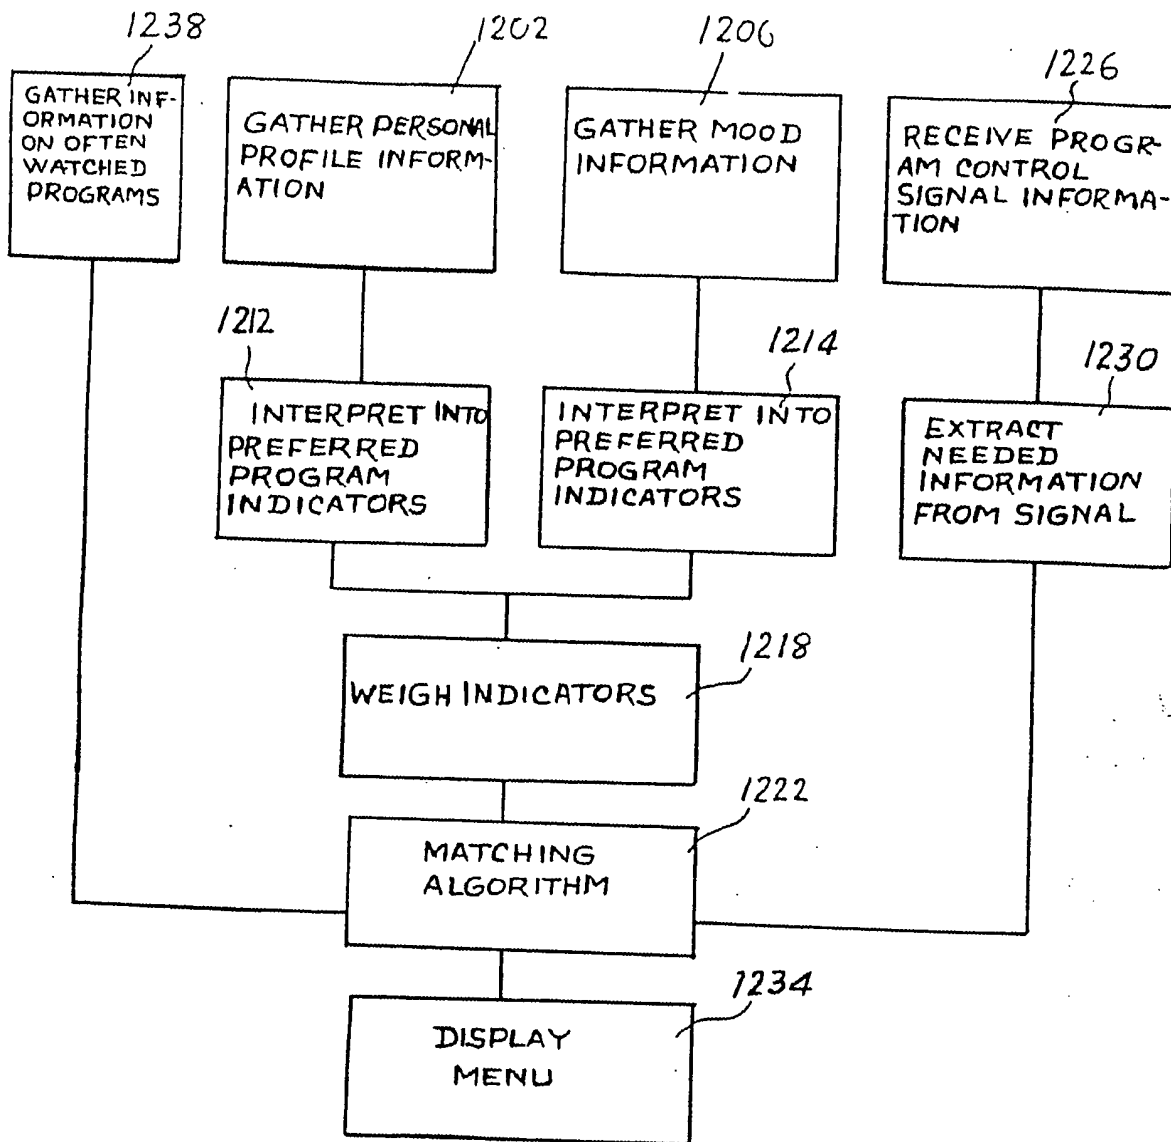 1238
GATHER INF-
ORMATION
ON OFTEN
WATCHED
PROGRAMS
1202
GATHER PERSONAL
PROFILE INFORM-
ATION
1206
GATHER MOOD
INFORMATION
1226
RECEIVE PROGR-
AM CONTROL
SIGNAL INFORMA-
TION
1212
INTERPRET INTO
PREFERRED
PROGRAM
INDICATORS
1214
INTERPRET INTO
PREFERRED
PROGRAM
INDICATORS
1230
EXTRACT
NEEDED
INFORMATION
FROM SIGNAL
1218
WEIGH INDICATORS
1222
MATCHING
ALGORITHM
1234
DISPLAY
MENU